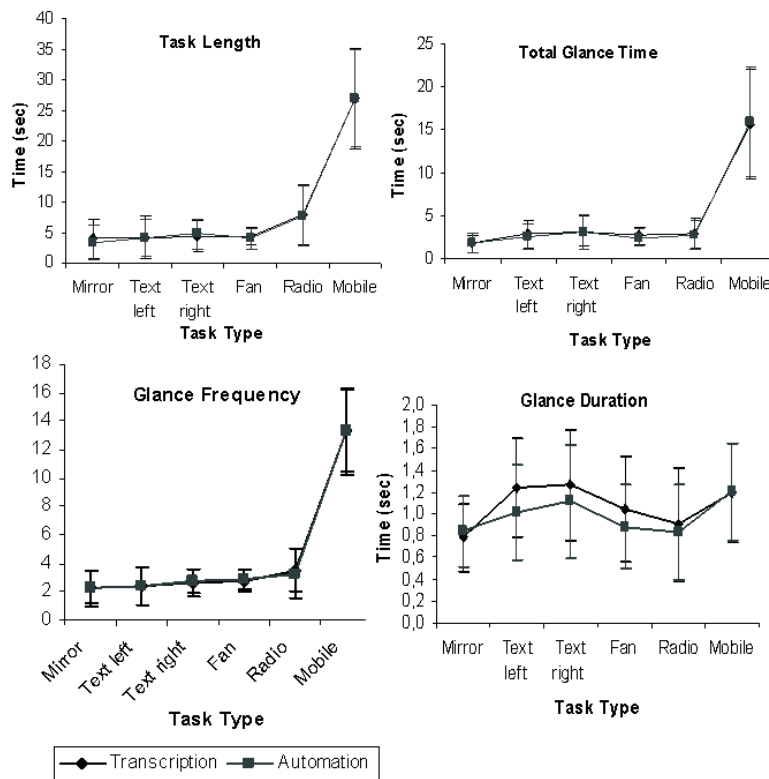 Task Length
Time (sec)
40
35
30
25
20
15
10
5
0
Mirror Text left Text right Fan Radio Mobile
Task Type
Total Glance Time
Time (sec)
25
20
15
10
5
0
Mirror Text left Text right Fan Radio Mobile
Task Type
Glance Frequency
18
16
14
12
10
8
6
4
2
0
Mirror Text left Text right Fan Radio Mobile
Task Type
Glance Duration
Time (sec)
2,0
1,8
1,6
1,4
1,2
1,0
0,8
0,6
0,4
0,2
0,0
Mirror Text left Text right Fan Radio Mobile
Task Type
Transcription Automation